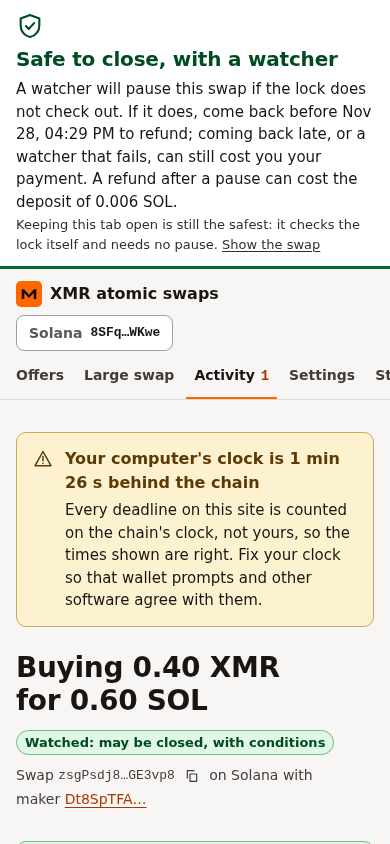 Safe to close, with a watcher
A watcher will pause this swap if the lock does
not check out. If it does, come back before Nov
28, 04:29 PM to refund; coming back late, or a
watcher that fails, can still cost you your
payment. A refund after a pause can cost the
deposit of 0.006 SOL.
Keeping this tab open is still the safest: it checks the
lock itself and needs no pause. Show the swap
XMR atomic swaps
Solana 8SFq…WKwe
Offers Large swap Activity 1 Settings St
Your computer's clock is 1 min
26 s behind the chain
Every deadline on this site is counted
on the chain's clock, not yours, so the
times shown are right. Fix your clock
so that wallet prompts and other
software agree with them.
Buying 0.40 XMR
for 0.60 SOL
Watched: may be closed, with conditions
Swap zsgPsdj8…GE3vp8 on Solana with
maker Dt8SpTFA…